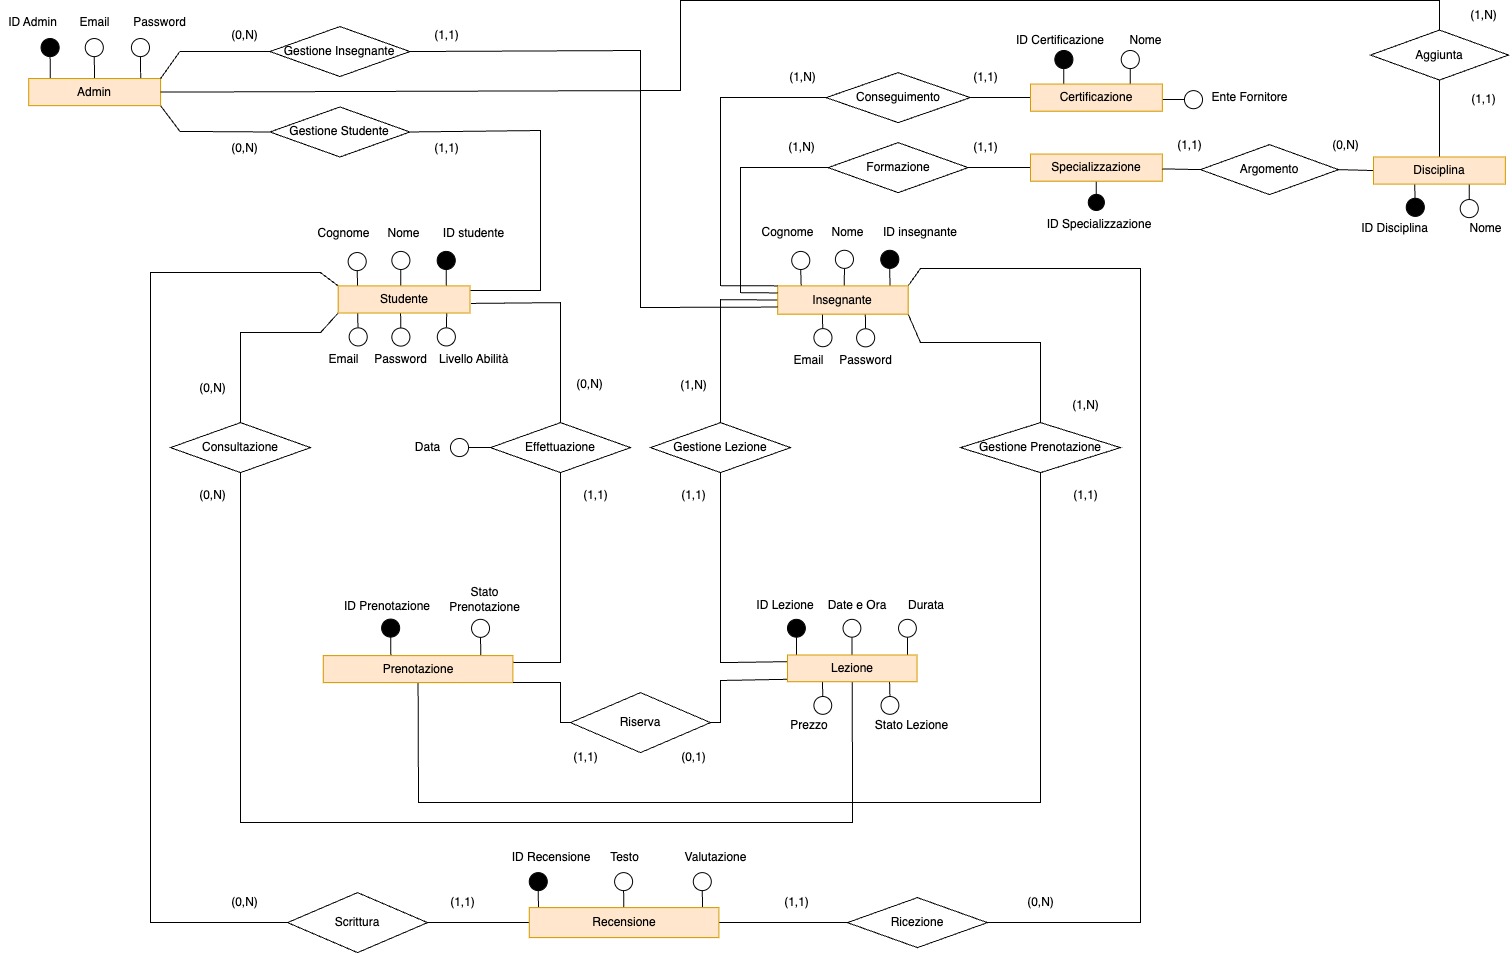 ID Admin
Email
Password
(0,N)
Gestione Insegnante
(1,1)
Admin
Gestione Studente
(0,N)
(1,1)
(1,N)
Aggiunta
(1,1)
ID Certificazione
Nome
(1,N)
Conseguimento
(1,1)
Certificazione
Ente Fornitore
(1,N)
Formazione
(1,1)
Specializzazione
(1,1)
Argomento
(0,N)
Disciplina
ID Specializzazione
ID Disciplina
Nome
Cognome
Nome
ID studente
Studente
Email
Password
Livello Abilità
Cognome
Nome
ID insegnante
Insegnante
Email
Password
(0,N)
Consultazione
(0,N)
(0,N)
Data
Effettuazione
(1,1)
(1,N)
Gestione Lezione
(1,1)
(1,N)
Gestione Prenotazione
(1,1)
ID Prenotazione
Stato
Prenotazione
Prenotazione
ID Lezione
Date e Ora
Durata
Lezione
Prezzo
Stato Lezione
Riserva
(1,1)
(0,1)
ID Recensione
Testo
Valutazione
(0,N)
Scrittura
(1,1)
Recensione
(1,1)
Ricezione
(0,N)